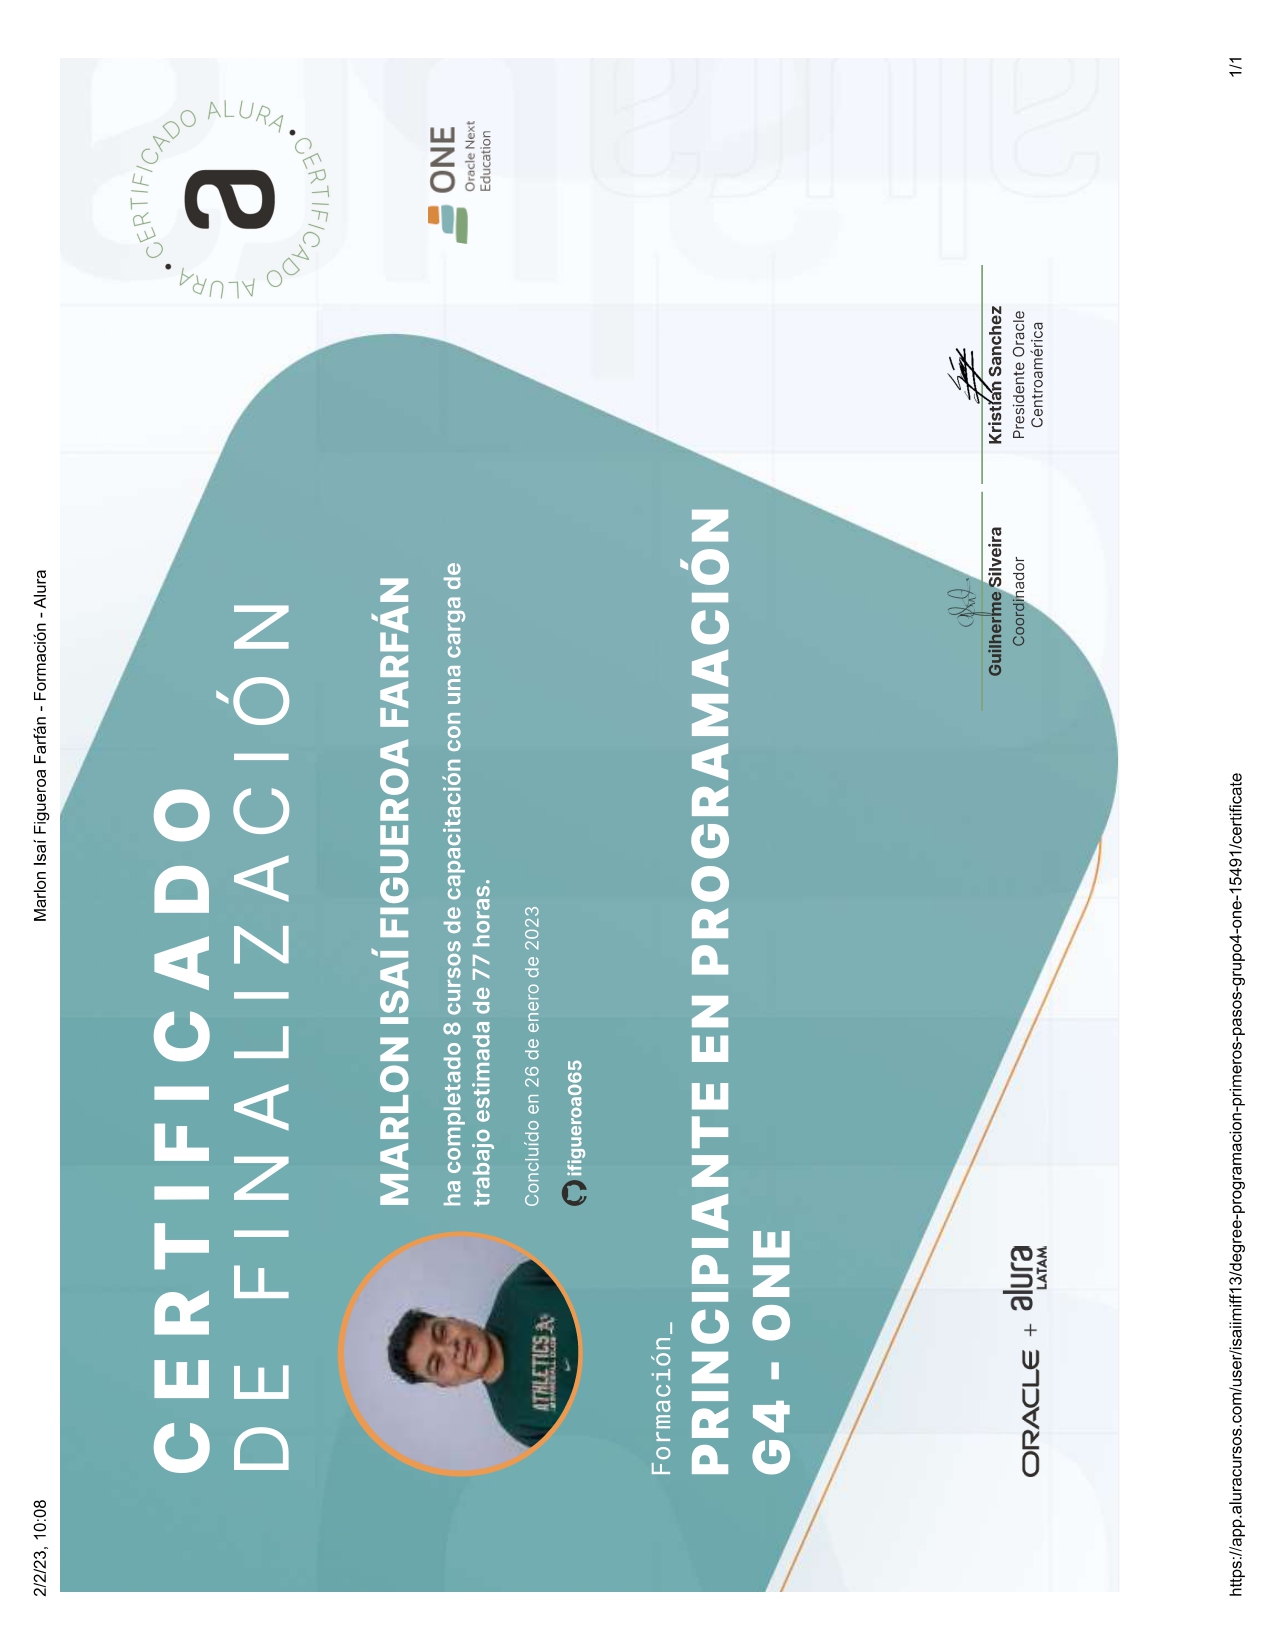 2/2/23, 10:08
Marlon Isaí Figueroa Farfán - Formación - Alura
CERTIFICADO
DE FINALIZACIÓN
CERTIFICADO ALURA • CERTIFICADO ALURA •
a
MARLON ISAÍ FIGUEROA FARFÁN
ha completado 8 cursos de capacitación con una carga de
trabajo estimada de 77 horas.
Concluído en 26 de enero de 2023
ifigueroa065
ATHLETICS A's
BASEBALL CLUB
ONE
Oracle Next
Education
Formación_
PRINCIPIANTE EN PROGRAMACIÓN
G4 - ONE
Guilherme Silveira
Coordinador
Kristian Sanchez
Presidente Oracle
Centroamérica
ORACLE + alura
LATAM
https://app.aluracursos.com/user/isaiimiff13/degree-programacion-primeros-pasos-grupo4-one-15491/certificate
1/1